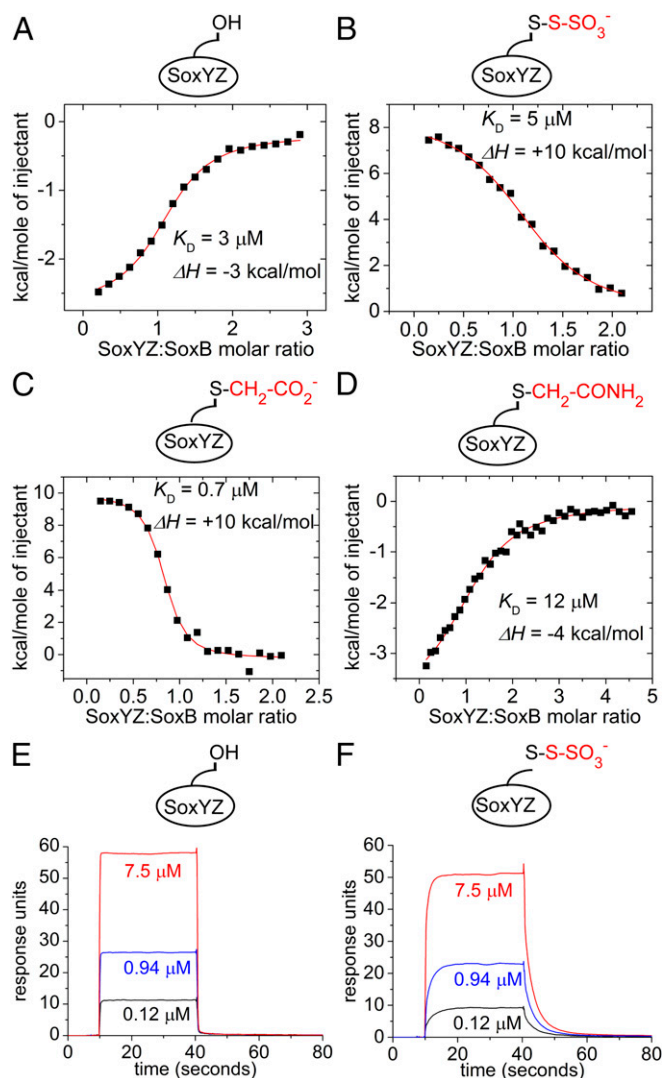 A
OH
SoxYZ
kcal/mole of injectant
0
-1
-2
K_D = 3 μM
ΔH = -3 kcal/mol
0 1 2 3
SoxYZ:SoxB molar ratio
B
S-S-SO₃⁻
SoxYZ
kcal/mole of injectant
8
6
4
2
0
K_D = 5 μM
ΔH = +10 kcal/mol
0.0 0.5 1.0 1.5 2.0
SoxYZ:SoxB molar ratio
C
S-CH₂-CO₂⁻
SoxYZ
kcal/mole of injectant
10
8
6
4
2
0
K_D = 0.7 μM
ΔH = +10 kcal/mol
0.0 0.5 1.0 1.5 2.0 2.5
SoxYZ:SoxB molar ratio
D
S-CH₂-CONH₂
SoxYZ
kcal/mole of injectant
0
-1
-2
-3
K_D = 12 μM
ΔH = -4 kcal/mol
0 1 2 3 4 5
SoxYZ:SoxB molar ratio
E
OH
SoxYZ
response units
60
50
40
30
20
10
0
7.5 μM
0.94 μM
0.12 μM
0 20 40 60 80
time (seconds)
F
S-S-SO₃⁻
SoxYZ
response units
60
50
40
30
20
10
0
7.5 μM
0.94 μM
0.12 μM
0 20 40 60 80
time (seconds)